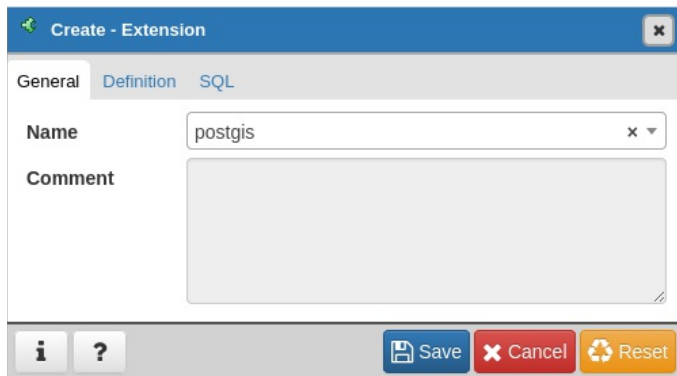 Create - Extension
General Definition SQL
Name postgis
Comment
i ? Save Cancel Reset